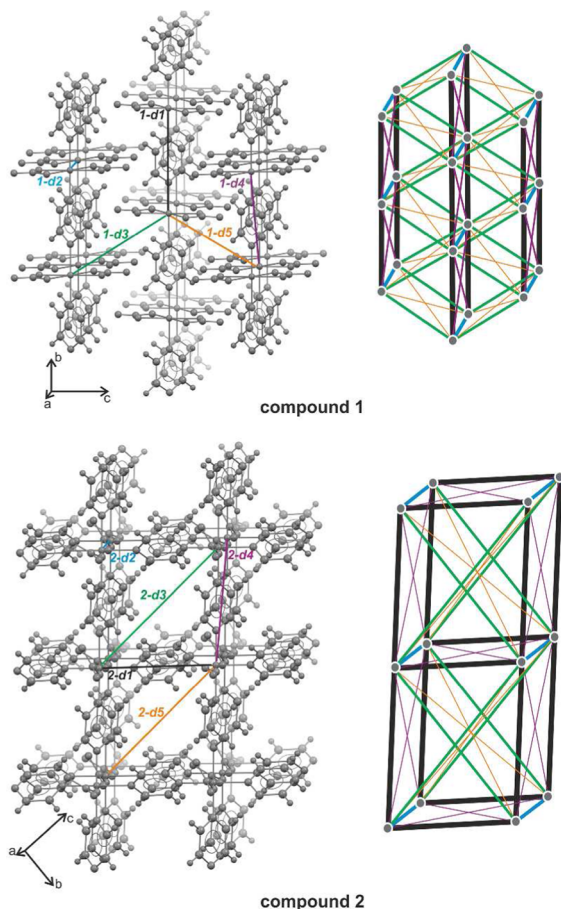 1-d1
1-d2
1-d4
1-d3
1-d5
b
a
c
compound 1
2-d2
2-d4
2-d3
2-d1
2-d5
c
a
b
compound 2